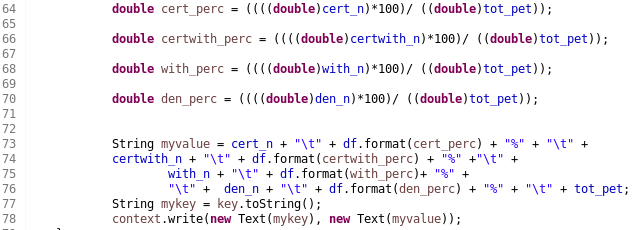 64 double cert_perc = ((((double)cert_n)*100)/ ((double)tot_pet));
65
66 double certwith_perc = ((((double)certwith_n)*100)/ ((double)tot_pet));
67
68 double with_perc = ((((double)with_n)*100)/ ((double)tot_pet));
69
70 double den_perc = ((((double)den_n)*100)/ ((double)tot_pet));
71
72
73 String myvalue = cert_n + "\t" + df.format(cert_perc) + "%" + "\t" +
74 certwith_n + "\t" + df.format(certwith_perc) + "%" +"\t" +
75 with_n + "\t" + df.format(with_perc)+ "%" +
76 "\t" +  den_n + "\t" + df.format(den_perc) + "%" + "\t" + tot_pet;
77 String mykey = key.toString();
78 context.write(new Text(mykey), new Text(myvalue));